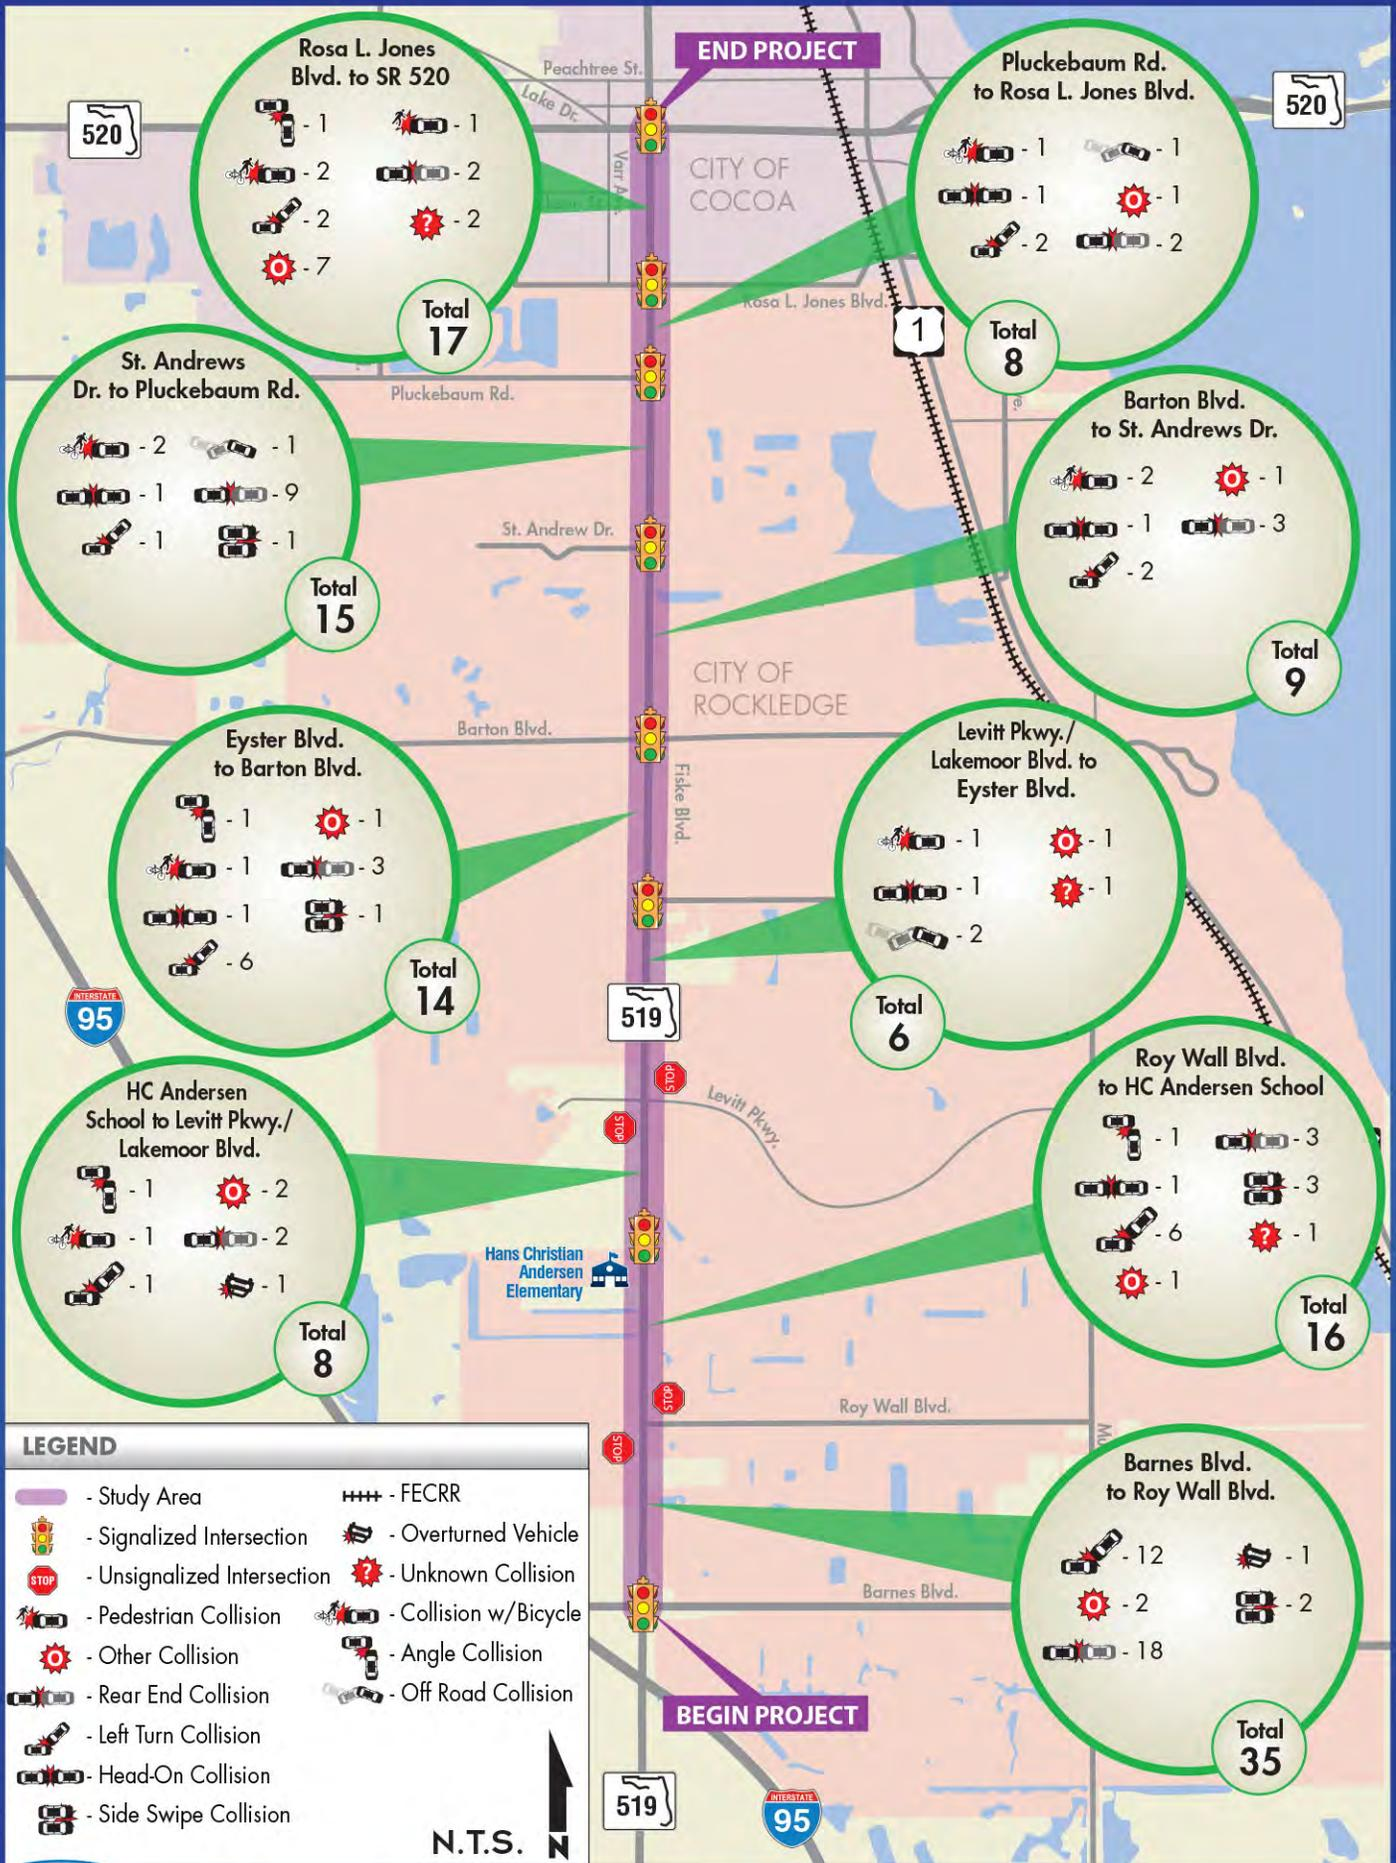 END PROJECT
Rosa L. Jones
Blvd. to SR 520
- 1
- 1
- 2
- 2
- 2
? - 2
O - 7
Total
17
Pluckebaum Rd.
to Rosa L. Jones Blvd.
- 1
- 1
- 1
O - 1
- 2
- 2
Total
8
520
520
Peachtree St.
Lake Dr.
CITY OF
COCOA
Rosa L. Jones Blvd.
1
Pluckebaum Rd.
St. Andrews
Dr. to Pluckebaum Rd.
- 2
- 1
- 1
- 9
- 1
- 1
Total
15
Barton Blvd.
to St. Andrews Dr.
- 2
O - 1
- 1
- 3
- 2
Total
9
St. Andrew Dr.
CITY OF
ROCKLEDGE
Barton Blvd.
Fiske Blvd.
Eyster Blvd.
to Barton Blvd.
- 1
O - 1
- 1
- 3
- 1
- 1
- 6
Total
14
Levitt Pkwy./
Lakemoor Blvd. to
Eyster Blvd.
- 1
O - 1
- 1
? - 1
- 2
Total
6
INTERSTATE
95
519
STOP
STOP
Levitt Pkwy.
HC Andersen
School to Levitt Pkwy./
Lakemoor Blvd.
- 1
O - 2
- 1
- 2
- 1
- 1
Total
8
Roy Wall Blvd.
to HC Andersen School
- 1
- 3
- 1
- 3
- 6
? - 1
O - 1
Total
16
Hans Christian
Andersen
Elementary
STOP
STOP
Roy Wall Blvd.
Barnes Blvd.
to Roy Wall Blvd.
- 12
- 1
O - 2
- 2
- 18
Total
35
Barnes Blvd.
BEGIN PROJECT
519
INTERSTATE
95
LEGEND
- Study Area
- Signalized Intersection
STOP - Unsignalized Intersection
- Pedestrian Collision
O - Other Collision
- Rear End Collision
- Left Turn Collision
- Head-On Collision
- Side Swipe Collision
- FECRR
- Overturned Vehicle
? - Unknown Collision
- Collision w/Bicycle
- Angle Collision
- Off Road Collision
N.T.S.
N